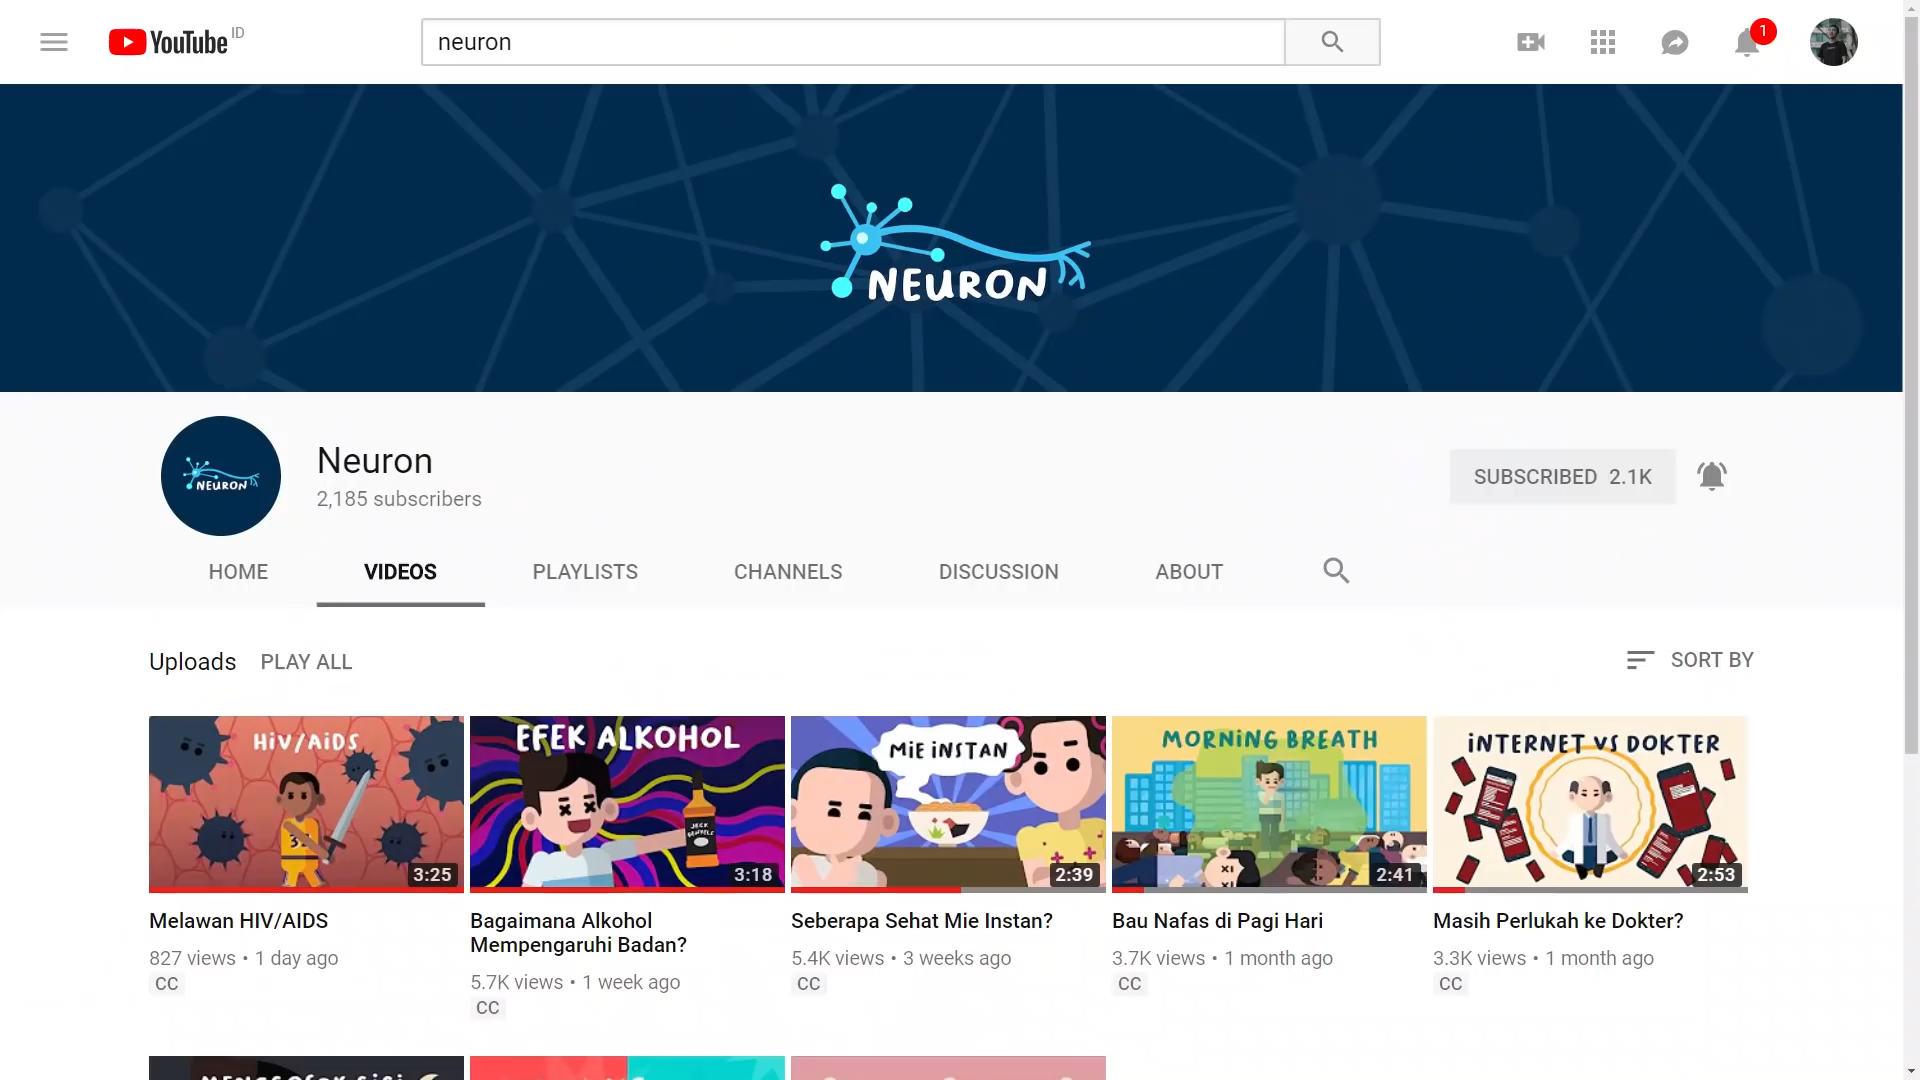 YouTube ID
neuron
1
NEURON
NEURON
Neuron
2,185 subscribers
SUBSCRIBED 2.1K
HOME VIDEOS PLAYLISTS CHANNELS DISCUSSION ABOUT
Uploads PLAY ALL
SORT BY
HiV/AiDS
3:25
EFEK ALKOHOL
3:18
MiE iNSTAN
2:39
MORNiNG BREATH
2:41
iNTERNET VS DOKTER
2:53
Melawan HIV/AIDS
827 views • 1 day ago
CC
Bagaimana Alkohol
Mempengaruhi Badan?
5.7K views • 1 week ago
CC
Seberapa Sehat Mie Instan?
5.4K views • 3 weeks ago
CC
Bau Nafas di Pagi Hari
3.7K views • 1 month ago
CC
Masih Perlukah ke Dokter?
3.3K views • 1 month ago
CC